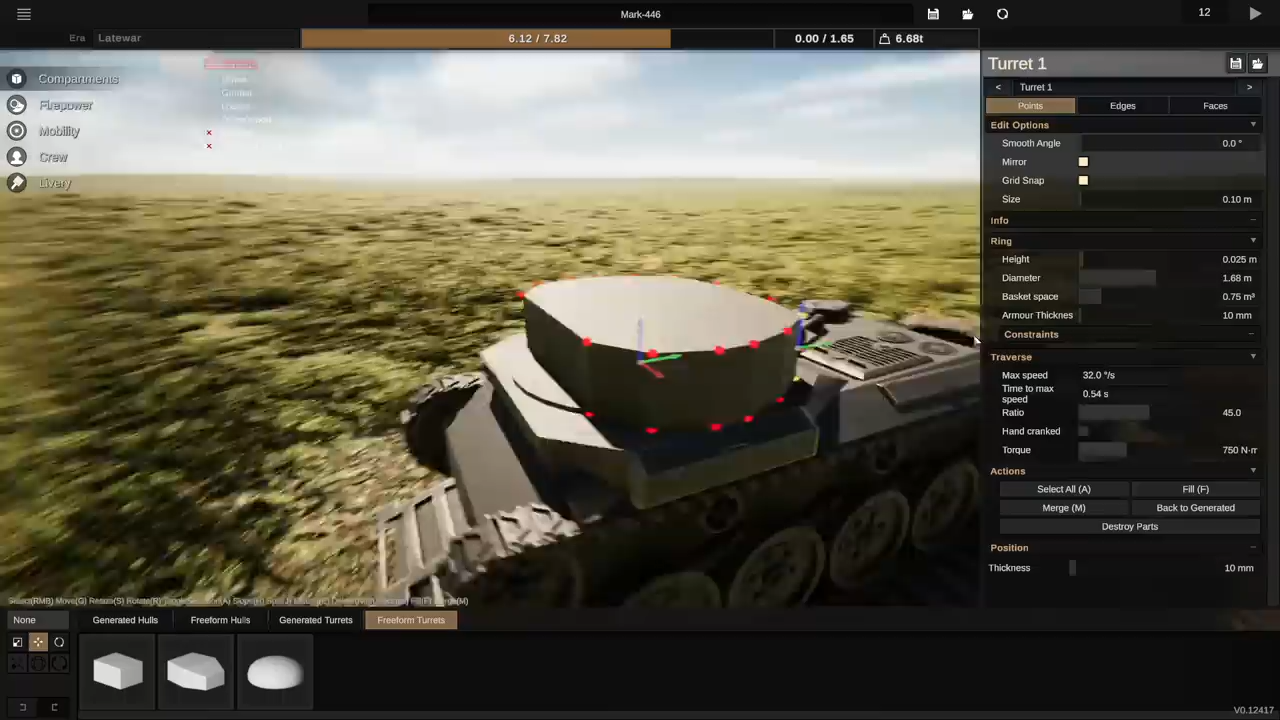 Mark-446
12
Era
Latewar
6.12 / 7.82
0.00 / 1.65
6.68t
Compartments
Firepower
Mobility
Crew
Livery
Turret 1
<
Turret 1
>
Points
Edges
Faces
Edit Options
Smooth Angle
0.0 °
Mirror
Grid Snap
Size
0.10 m
Info
Ring
Height
0.025 m
Diameter
1.68 m
Basket space
0.75 m³
Armour Thicknes
10 mm
Constraints
Traverse
Max speed
32.0 °/s
Time to max
speed
0.54 s
Ratio
45.0
Hand cranked
Torque
750 N·m
Actions
Select All (A)
Fill (F)
Merge (M)
Back to Generated
Destroy Parts
Position
Thickness
10 mm
None
Generated Hulls
Freeform Hulls
Generated Turrets
Freeform Turrets
V0.12417